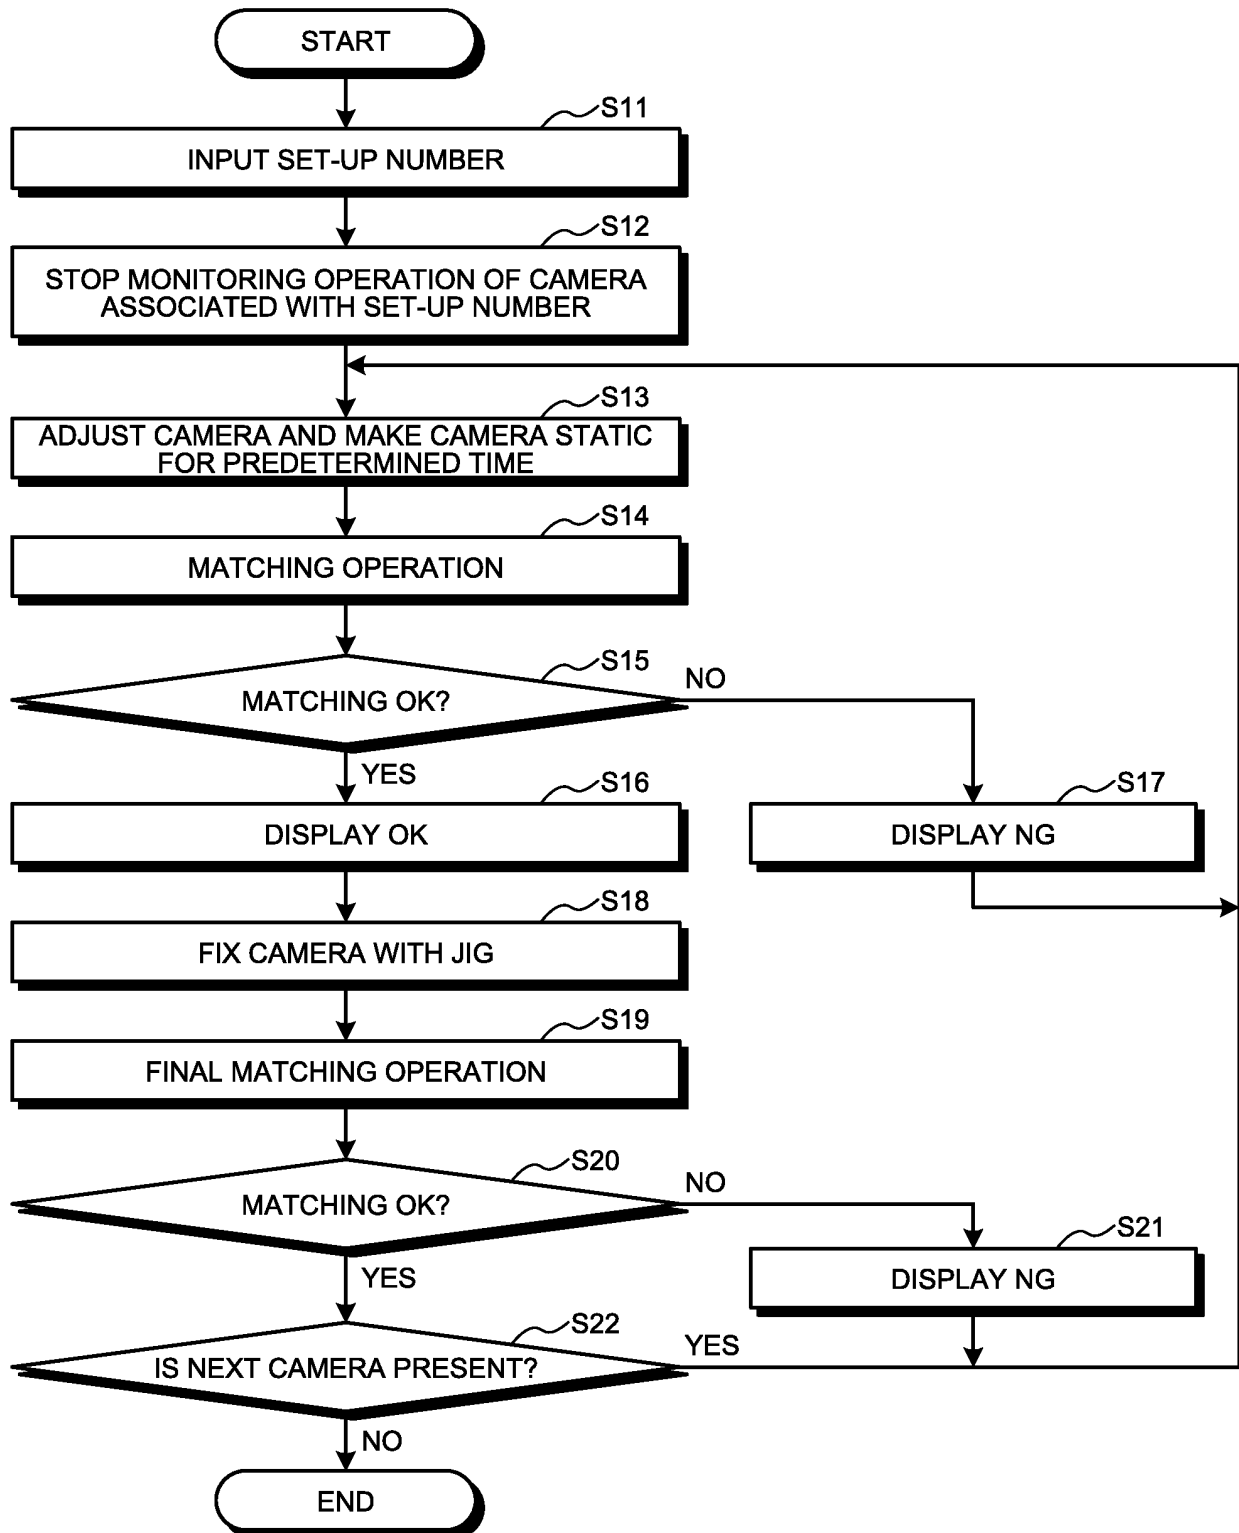 START
S11
INPUT SET-UP NUMBER
S12
STOP MONITORING OPERATION OF CAMERA
ASSOCIATED WITH SET-UP NUMBER
S13
ADJUST CAMERA AND MAKE CAMERA STATIC
FOR PREDETERMINED TIME
S14
MATCHING OPERATION
S15
MATCHING OK?
NO
YES
S16
DISPLAY OK
S17
DISPLAY NG
S18
FIX CAMERA WITH JIG
S19
FINAL MATCHING OPERATION
S20
MATCHING OK?
NO
YES
S21
DISPLAY NG
S22
IS NEXT CAMERA PRESENT?
YES
NO
END